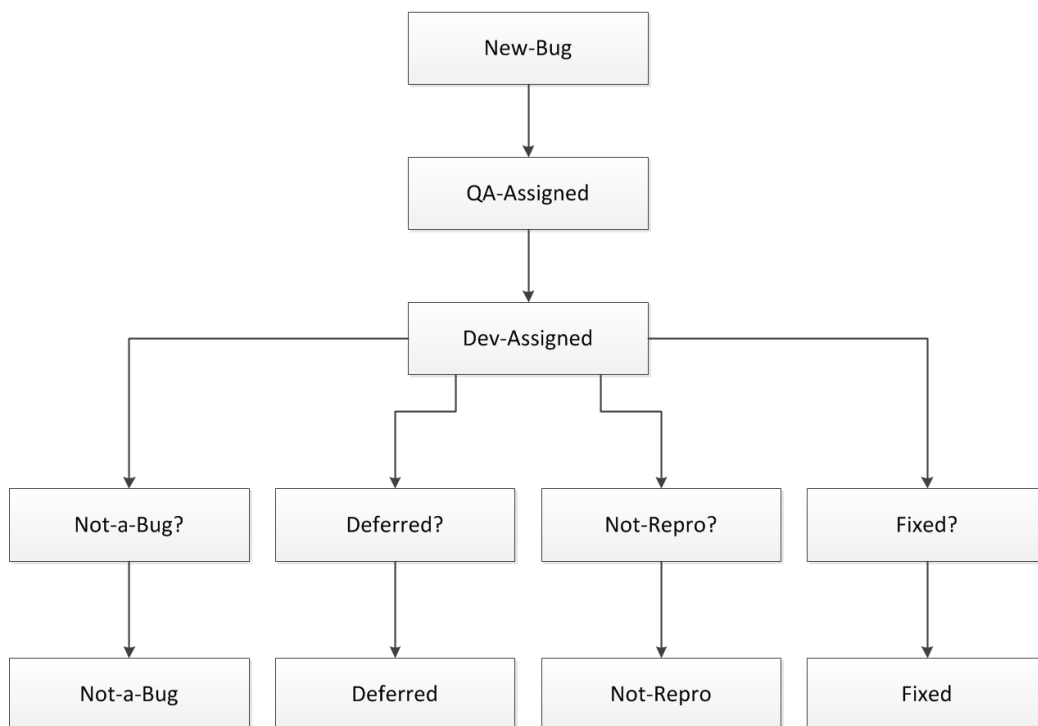 New-Bug
QA-Assigned
Dev-Assigned
Not-a-Bug?
Deferred?
Not-Repro?
Fixed?
Not-a-Bug
Deferred
Not-Repro
Fixed